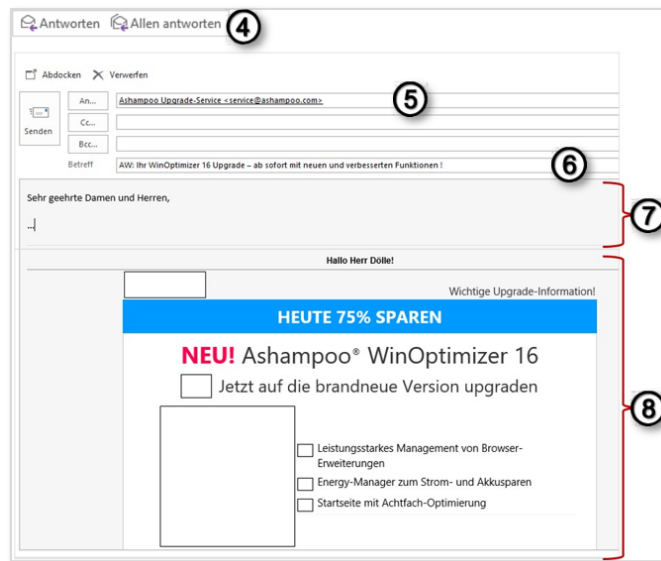 Antworten Allen antworten 4
Abdocken Verwerfen
Senden
An... Ashampoo Upgrade-Service <service@ashampoo.com> 5
Cc...
Bcc...
Betreff AW: Ihr WinOptimizer 16 Upgrade – ab sofort mit neuen und verbesserten Funktionen ! 6
Sehr geehrte Damen und Herren,
...
7
Hallo Herr Dölle!
Wichtige Upgrade-Information!
HEUTE 75% SPAREN
NEU! Ashampoo® WinOptimizer 16
Jetzt auf die brandneue Version upgraden
8
Leistungsstarkes Management von Browser-
Erweiterungen
Energy-Manager zum Strom- und Akkusparen
Startseite mit Achtfach-Optimierung